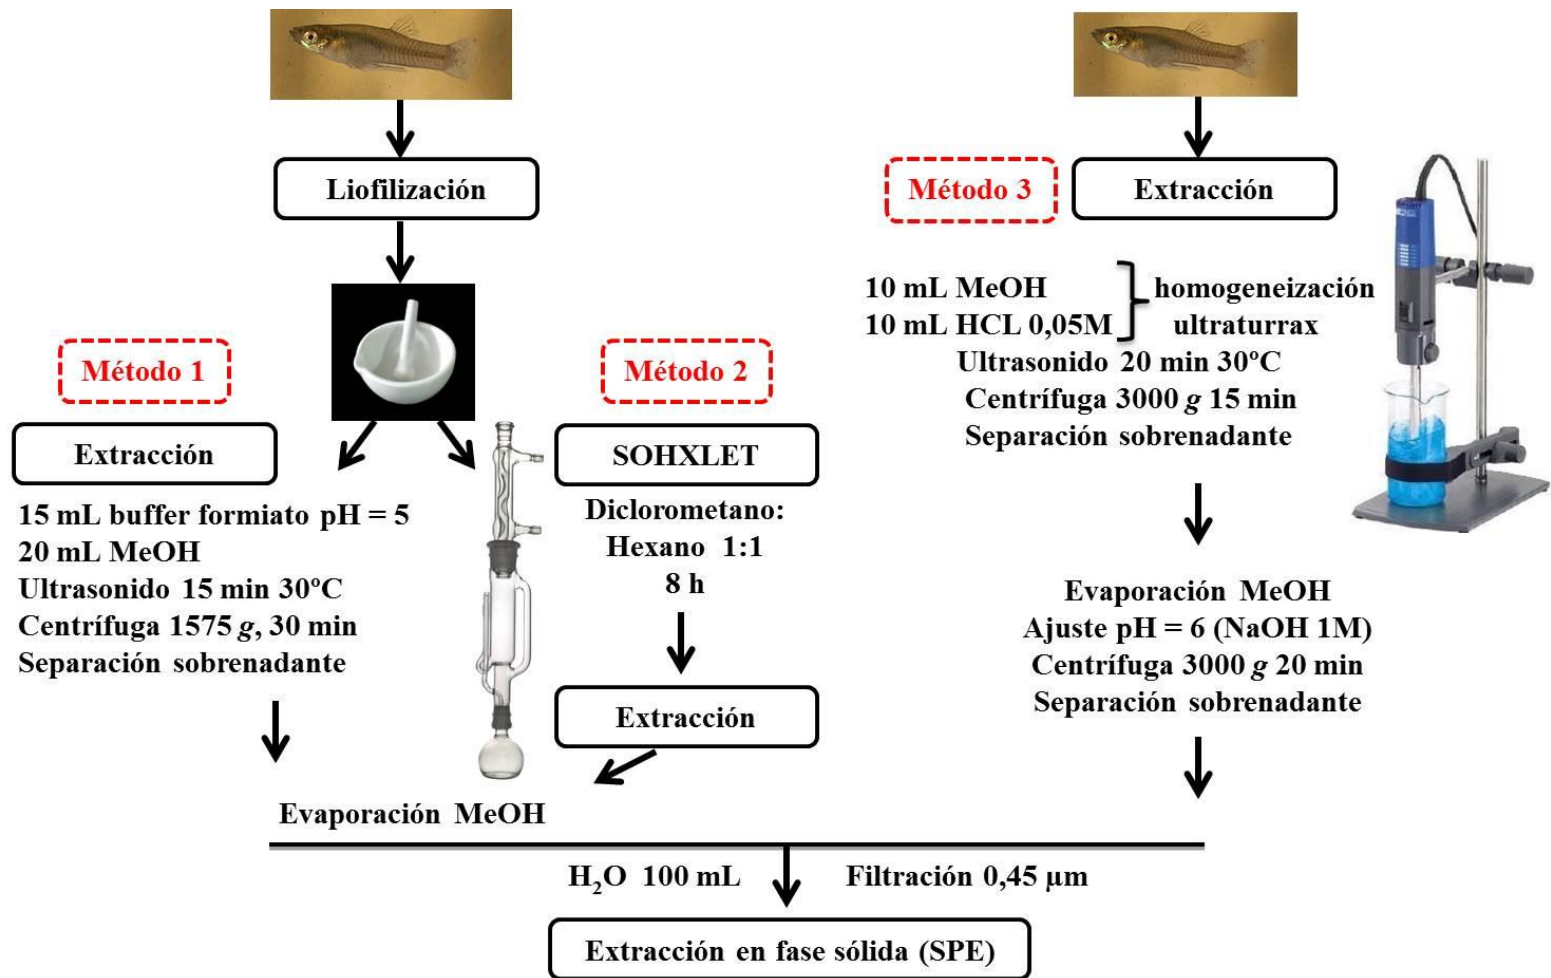 Liofilización
Método 1
Extracción
15 mL buffer formiato pH = 5
20 mL MeOH
Ultrasonido 15 min 30ºC
Centrífuga 1575 g, 30 min
Separación sobrenadante
Método 2
SOHXLET
Diclorometano:
Hexano 1:1
8 h
Extracción
Evaporación MeOH
Método 3
Extracción
10 mL MeOH
10 mL HCL 0,05M
homogeneización
ultraturrax
Ultrasonido 20 min 30ºC
Centrífuga 3000 g 15 min
Separación sobrenadante
Evaporación MeOH
Ajuste pH = 6 (NaOH 1M)
Centrífuga 3000 g 20 min
Separación sobrenadante
H₂O 100 mL
Filtración 0,45 µm
Extracción en fase sólida (SPE)